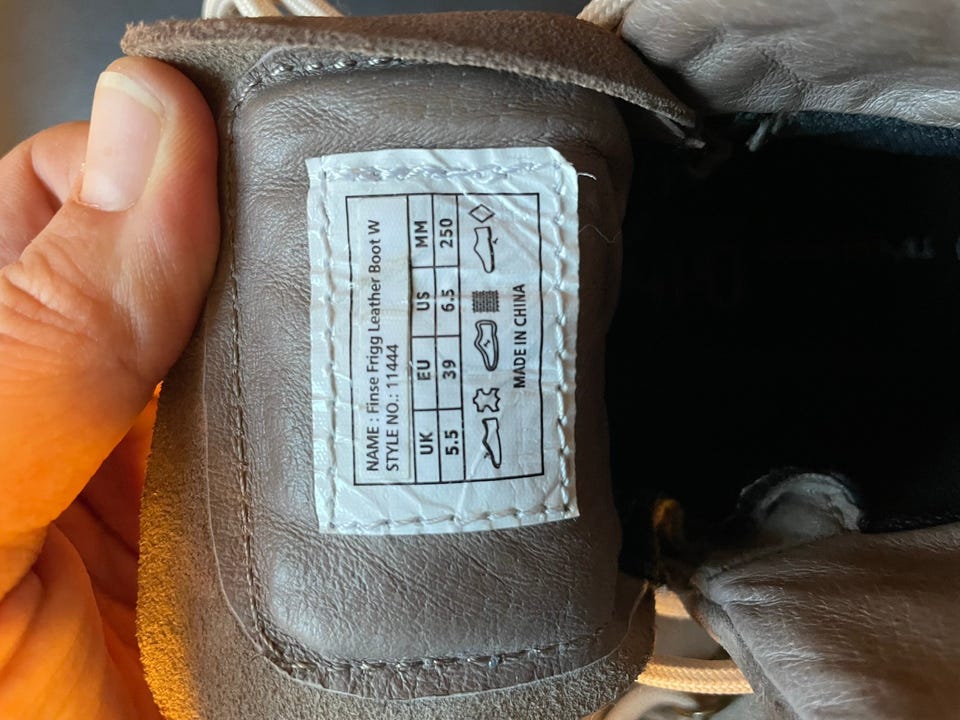 NAME : Finse Frigg Leather Boot W
STYLE NO.: 11444
UK EU US MM
5.5 39 6.5 250
MADE IN CHINA